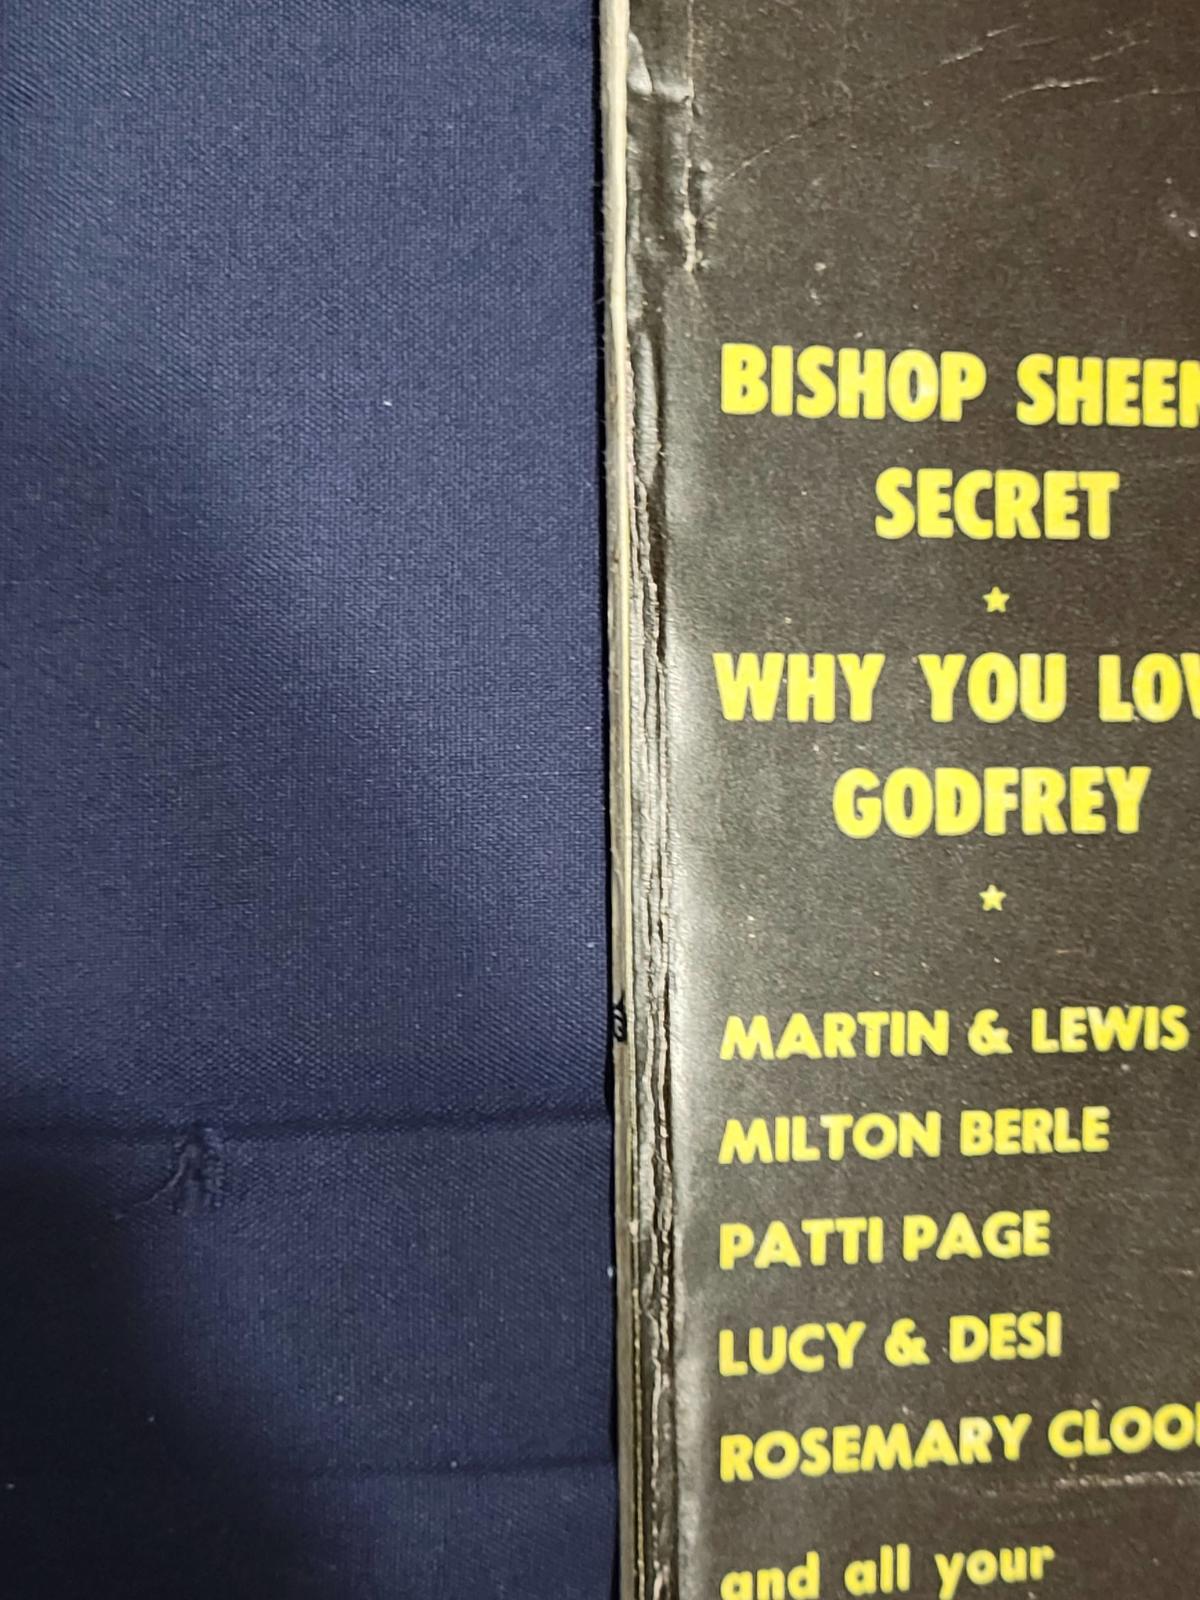 BISHOP SHEEN
SECRET
WHY YOU LOV
GODFREY
MARTIN & LEWIS
MILTON BERLE
PATTI PAGE
LUCY & DESI
ROSEMARY CLOO
and all your